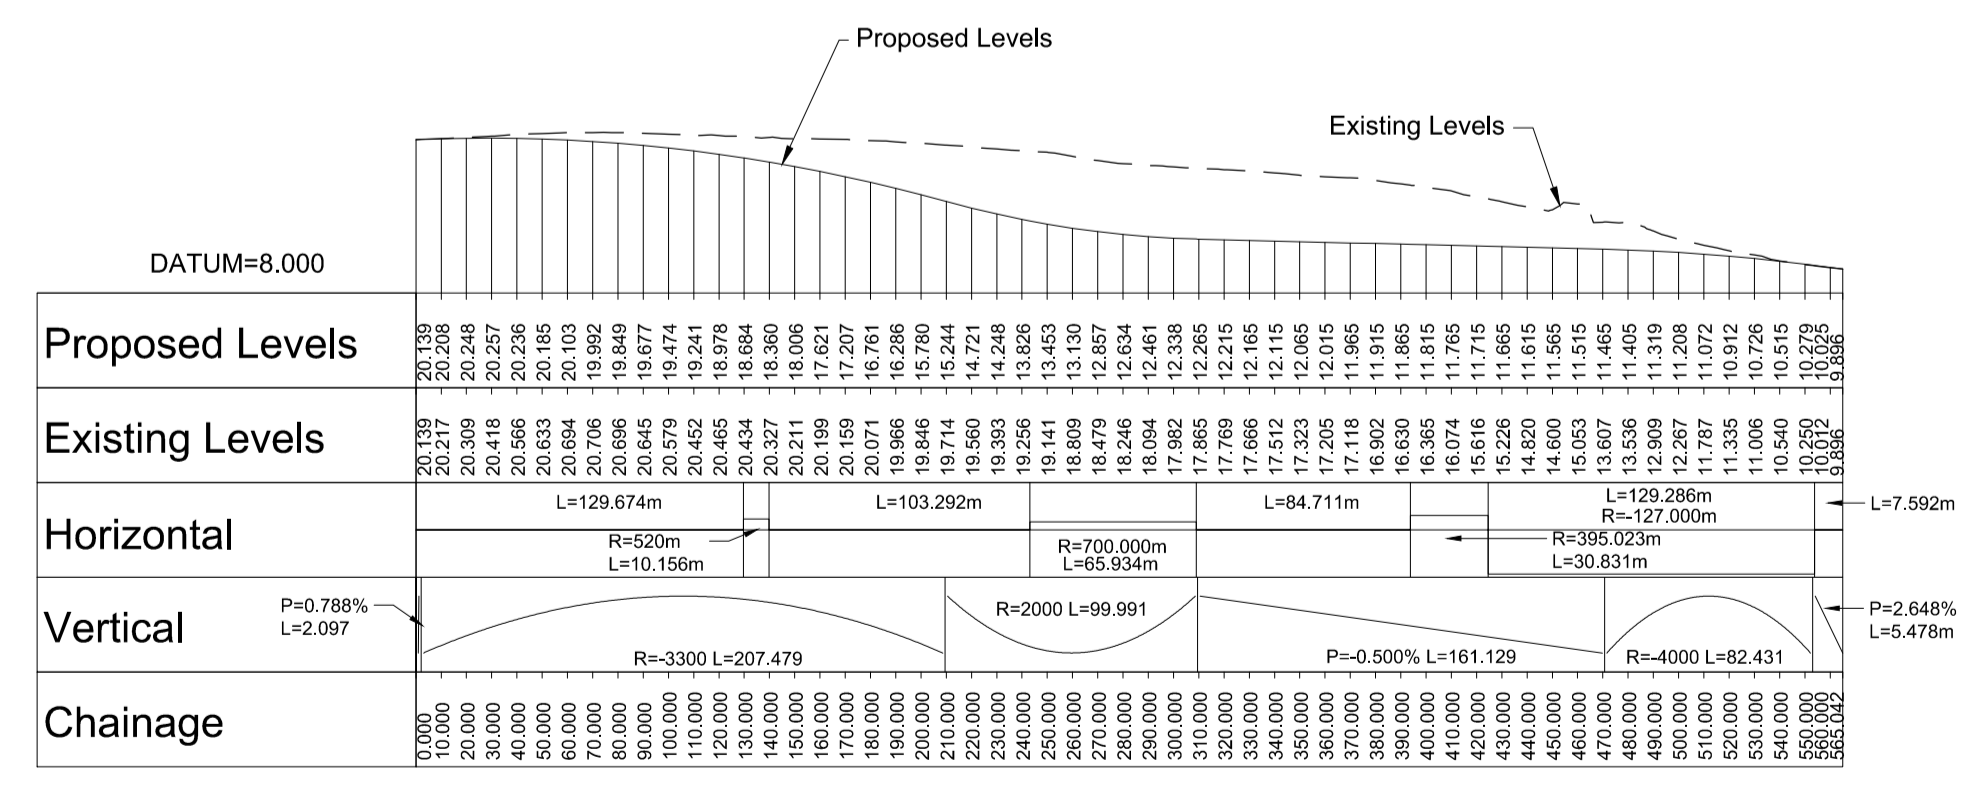 Proposed Levels
Existing Levels
DATUM=8.000
Proposed Levels
20.139 20.208 20.248 20.257 20.236 20.185 20.103 19.992 19.849 19.677 19.474 19.241 18.978 18.684 18.360 18.006 17.621 17.207 16.761 16.286 15.780 15.244 14.721 14.248 13.826 13.453 13.130 12.857 12.634 12.461 12.338 12.265 12.215 12.165 12.115 12.065 12.015 11.965 11.915 11.865 11.815 11.765 11.715 11.665 11.615 11.565 11.515 11.465 11.405 11.319 11.208 11.072 10.912 10.726 10.515 10.279 10.025 9.896
Existing Levels
20.139 20.217 20.309 20.418 20.566 20.633 20.694 20.706 20.696 20.645 20.579 20.452 20.465 20.434 20.327 20.211 20.199 20.159 20.071 19.966 19.846 19.714 19.560 19.393 19.256 19.141 18.809 18.479 18.246 18.094 17.982 17.865 17.769 17.666 17.512 17.323 17.205 17.118 16.902 16.630 16.365 16.074 15.616 15.226 14.820 14.600 15.053 13.607 13.536 12.909 12.267 11.787 11.335 11.006 10.540 10.250 10.012 9.896
Horizontal
L=129.674m
R=520m
L=10.156m
L=103.292m
R=700.000m
L=65.934m
L=84.711m
L=129.286m
R=-127.000m
R=395.023m
L=30.831m
L=7.592m
Vertical
P=0.788%
L=2.097
R=-3300 L=207.479
R=2000 L=99.991
P=-0.500% L=161.129
R=-4000 L=82.431
P=2.648%
L=5.478m
Chainage
0.000 10.000 20.000 30.000 40.000 50.000 60.000 70.000 80.000 90.000 100.000 110.000 120.000 130.000 140.000 150.000 160.000 170.000 180.000 190.000 200.000 210.000 220.000 230.000 240.000 250.000 260.000 270.000 280.000 290.000 300.000 310.000 320.000 330.000 340.000 350.000 360.000 370.000 380.000 390.000 400.000 410.000 420.000 430.000 440.000 450.000 460.000 470.000 480.000 490.000 500.000 510.000 520.000 530.000 540.000 550.000 560.000 565.042